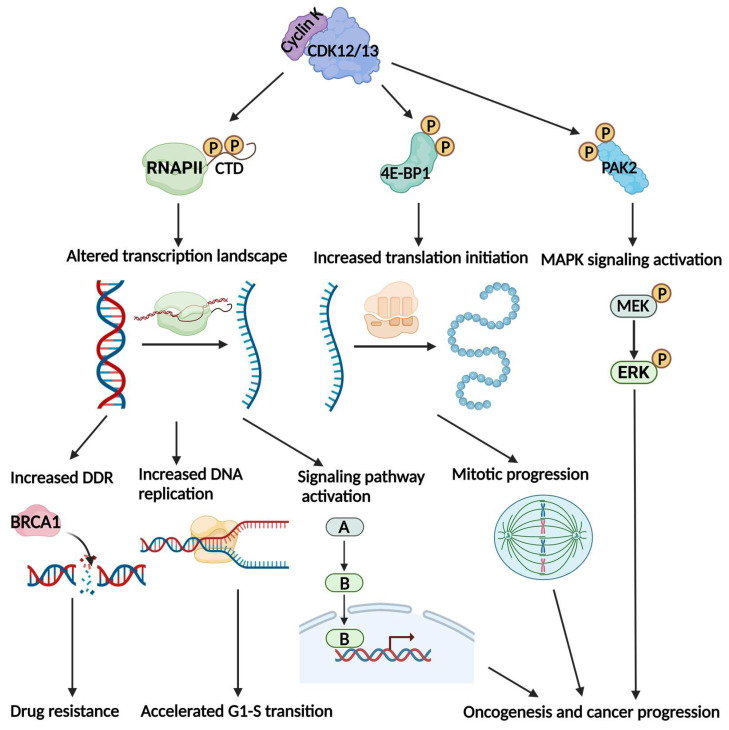 Cyclin K
CDK12/13
P P
RNAPII CTD
P
P
4E-BP1
P
P
PAK2
Altered transcription landscape
Increased translation initiation
MAPK signaling activation
P
MEK
P
ERK
Increased DDR
Increased DNA
replication
Signaling pathway
activation
Mitotic progression
BRCA1
A
B
B
Drug resistance
Accelerated G1-S transition
Oncogenesis and cancer progression